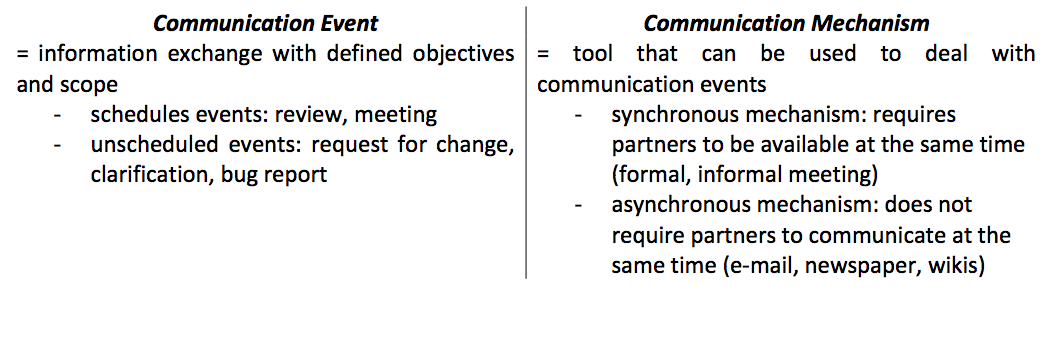 Communication Event
= information exchange with defined objectives
and scope
- schedules events: review, meeting
- unscheduled events: request for change,
clarification, bug report
Communication Mechanism
= tool that can be used to deal with
communication events
- synchronous mechanism: requires
partners to be available at the same time
(formal, informal meeting)
- asynchronous mechanism: does not
require partners to communicate at the
same time (e-mail, newspaper, wikis)